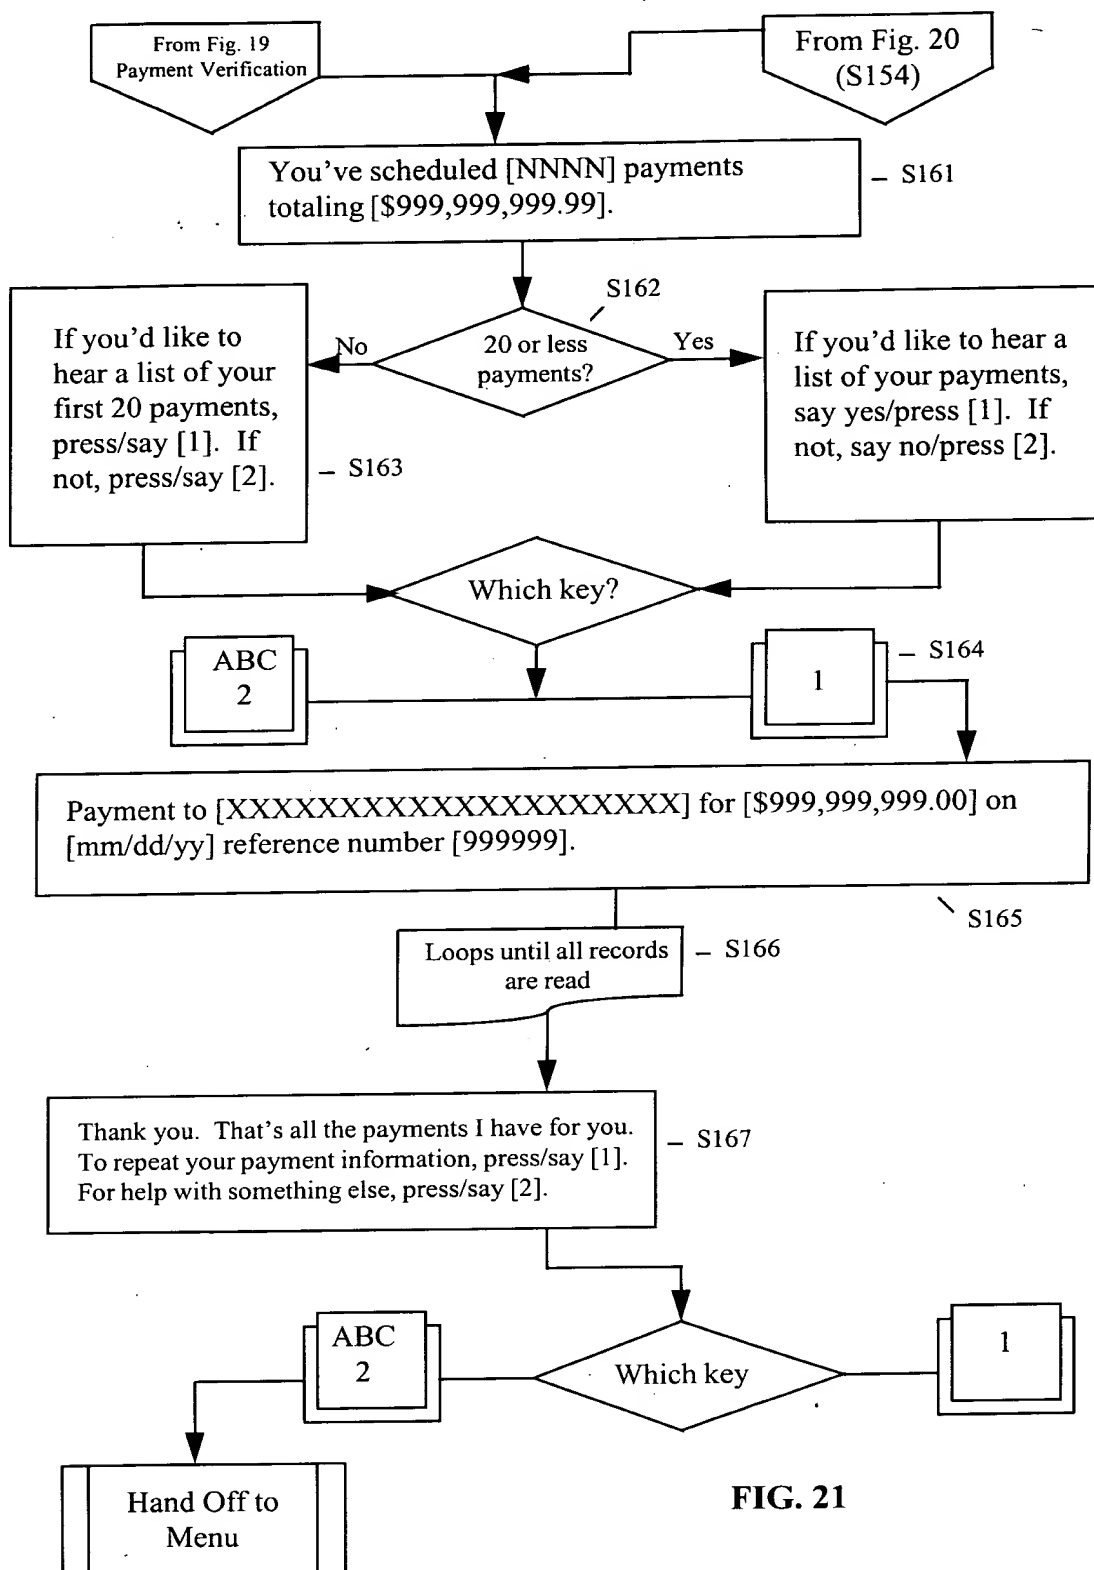 From Fig. 19
Payment Verification
From Fig. 20
(S154)
You've scheduled [NNNN] payments
totaling [$999,999,999.99].
– S161
S162
If you'd like to
hear a list of your
first 20 payments,
press/say [1]. If
not, press/say [2].
– S163
No
20 or less
payments?
Yes
If you'd like to hear a
list of your payments,
say yes/press [1]. If
not, say no/press [2].
Which key?
ABC
2
1
– S164
Payment to [XXXXXXXXXXXXXXXXXXXX] for [$999,999,999.00] on
[mm/dd/yy] reference number [999999].
S165
Loops until all records
are read
– S166
Thank you. That's all the payments I have for you.
To repeat your payment information, press/say [1].
For help with something else, press/say [2].
– S167
ABC
2
Which key
1
Hand Off to
Menu
FIG. 21